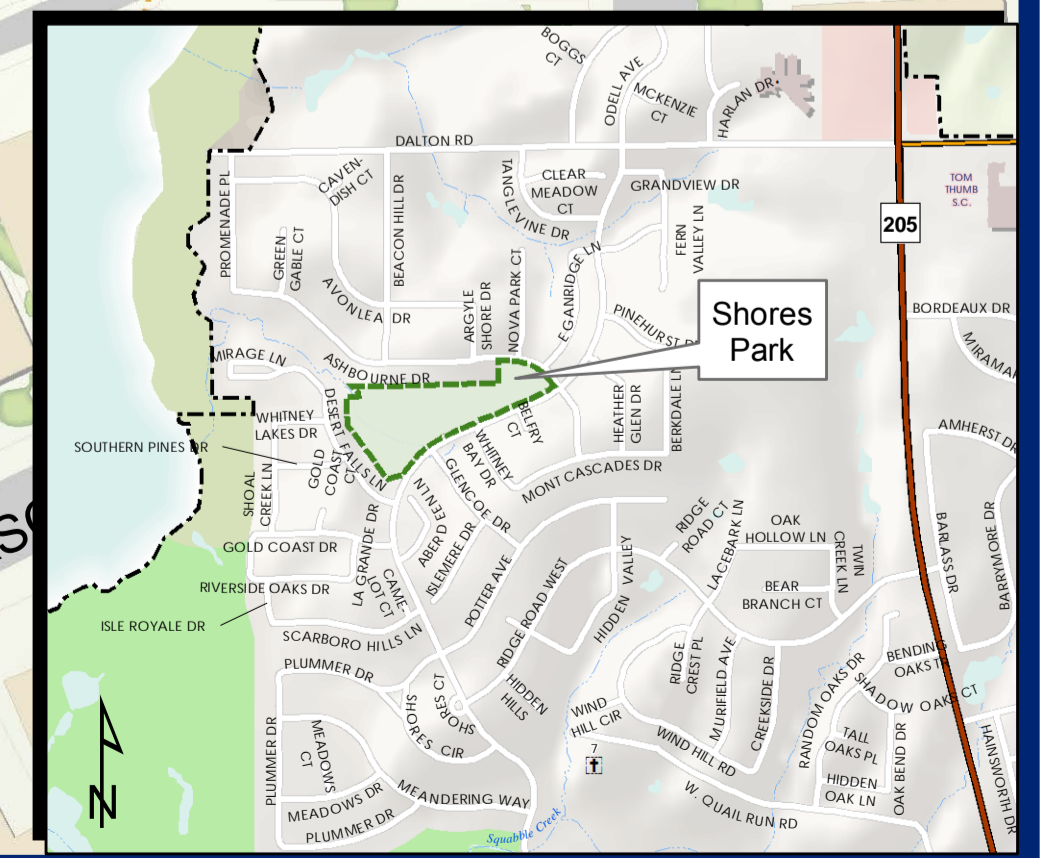 BOGGS
CT
ODELL AVE
MCKENZIE
CT
HARLAN DR.
DALTON RD
TOM
THUMB
S.C.
205
CAVEN-
DISH CT
TANGLEVINE DR
CLEAR
MEADOW
CT
GRANDVIEW DR
PROMENADE PL
GREEN
GABLE CT
BEACON HILL DR
FERN
VALLEY LN
EGANRIDGE LN
AVONLEA DR
ARGYLE
SHORE DR
NOVA PARK CT
PINEHURST DR
Shores
Park
BORDEAUX DR
MIRAMAR
MIRAGE LN
ASHBOURNE DR
DESERT FALLS LN
WHITNEY
LAKES DR
SOUTHERN PINES DR
GOLD
COAST
CT
SHOAL
CREEK LN
BELFRY
CT
WHITNEY
BAY DR
HEATHER
GLEN DR
BERKDALE LN
MONT CASCADES DR
AMHERST DR
GLENCOE DR
ABERDEEN LN
ISLEMERE DR
LA GRANDE DR
GOLD COAST DR
CAME-
LOT CT
RIVERSIDE OAKS DR
ISLE ROYALE DR
SCARBORO HILLS LN
POTTER AVE
RIDGE ROAD WEST
HIDDEN VALLEY
RIDGE
ROAD CT
LACEBARK LN
OAK
HOLLOW LN
TWIN
CREEK LN
BEAR
BRANCH CT
BARLASS DR
BARRYMORE DR
PLUMMER DR
SHORES CT
SHORES CIR
HIDDEN
HILLS
RIDGE
CREST PL
MURIFIELD AVE
CREEKSIDE DR
RANDOM OAKS DR
BENDING
OAKS TR
SHADOW OAKS CT
WIND
HILL CIR
WIND HILL RD
7
TALL
OAKS PL
HIDDEN
OAK LN
OAK BEND DR
HAINSWORTH DR
PLUMMER DR
MEADOWS
CT
MEADOWS DR
PLUMMER DR
MEANDERING WAY
W. QUAIL RUN RD
Squabble Creek
N